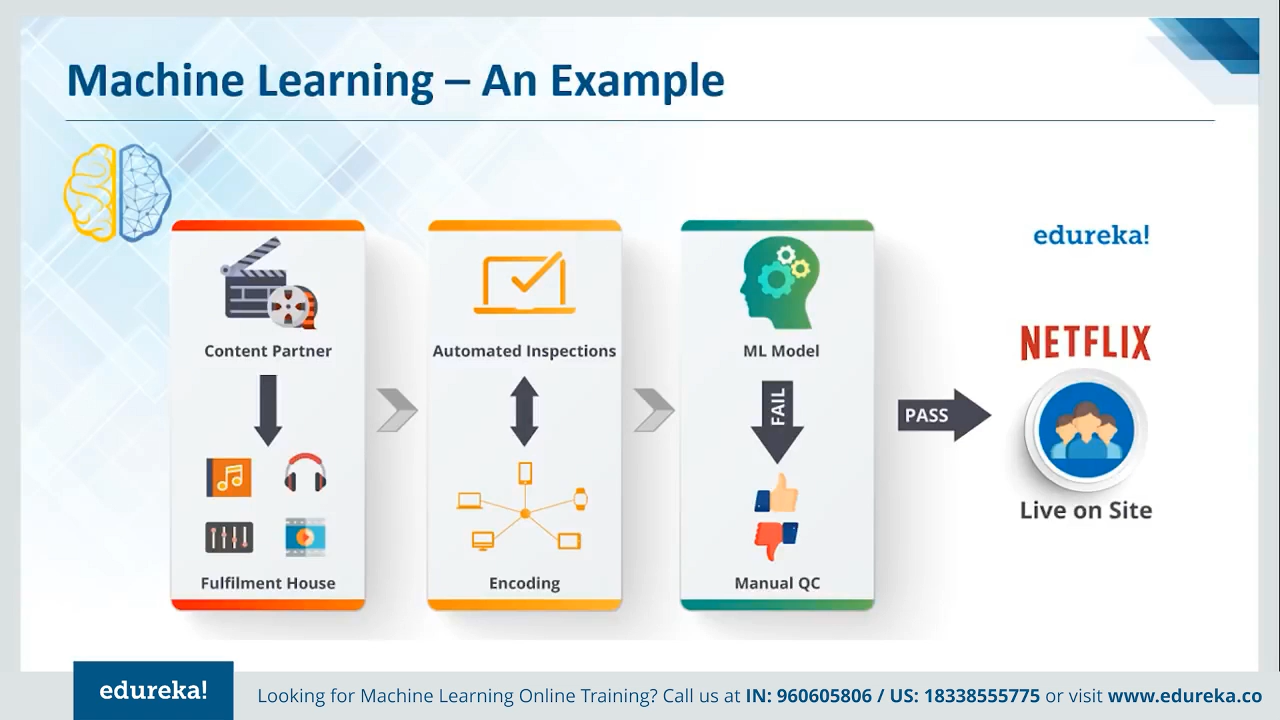 Machine Learning – An Example
edureka!
Content Partner
Fulfilment House
Automated Inspections
Encoding
ML Model
FAIL
Manual QC
PASS
NETFLIX
Live on Site
edureka!
Looking for Machine Learning Online Training? Call us at IN: 960605806 / US: 18338555775 or visit www.edureka.co